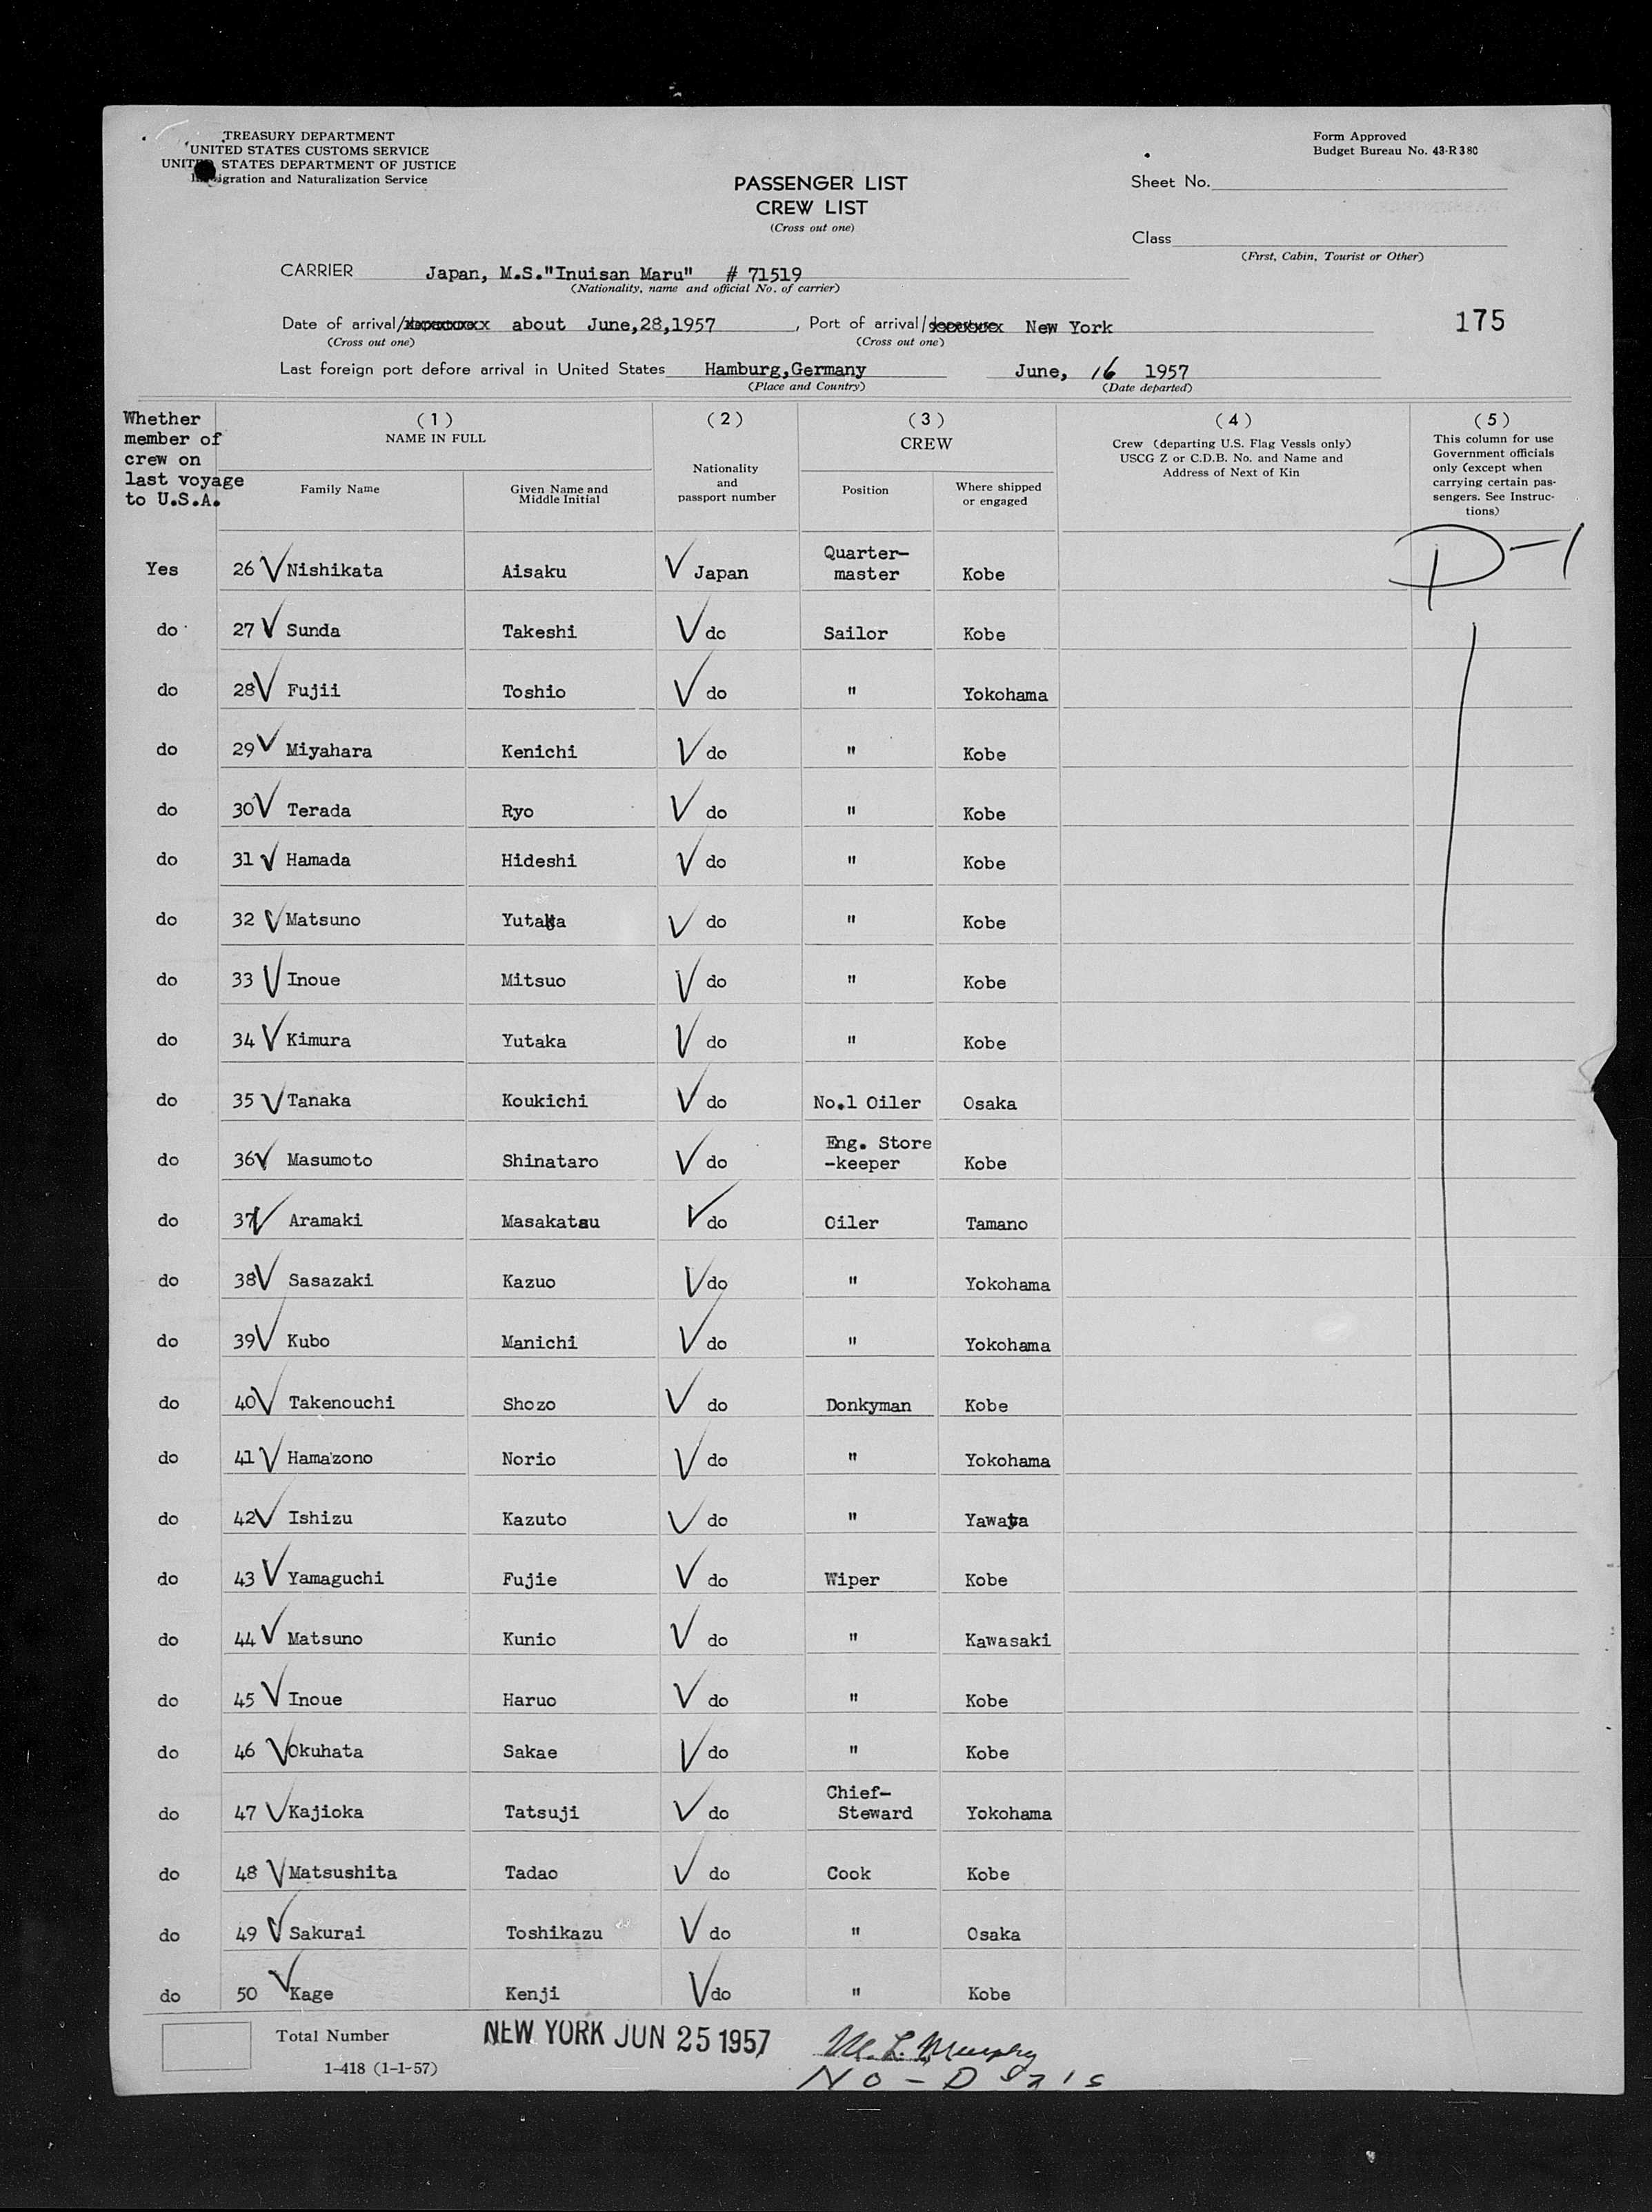 TREASURY DEPARTMENT
UNITED STATES CUSTOMS SERVICE
UNITED STATES DEPARTMENT OF JUSTICE
Immigration and Naturalization Service
Form Approved
Budget Bureau No. 43-R380
PASSENGER LIST
CREW LIST
(Cross out one)
Sheet No.
Class
(First, Cabin, Tourist or Other)
CARRIER Japan, M.S."Inuisan Maru" # 71519
(Nationality, name and official No. of carrier)
Date of arrival/ about June,28,1957 , Port of arrival/ New York
(Cross out one) (Cross out one)
175
Last foreign port defore arrival in United States Hamburg,Germany June, 16 1957
(Place and Country) (Date departed)
Whether member of crew on last voyage to U.S.A.
(1) NAME IN FULL
Family Name
Given Name and Middle Initial
(2) Nationality and passport number
(3) CREW
Position
Where shipped or engaged
(4) Crew (departing U.S. Flag Vessls only) USCG Z or C.D.B. No. and Name and Address of Next of Kin
(5) This column for use Government officials only (except when carrying certain passengers. See Instructions)
D-1
Yes 26 Nishikata Aisaku Japan Quarter-master Kobe
do 27 Sunda Takeshi do Sailor Kobe
do 28 Fujii Toshio do " Yokohama
do 29 Miyahara Kenichi do " Kobe
do 30 Terada Ryo do " Kobe
do 31 Hamada Hideshi do " Kobe
do 32 Matsuno Yutaka do " Kobe
do 33 Inoue Mitsuo do " Kobe
do 34 Kimura Yutaka do " Kobe
do 35 Tanaka Koukichi do No.1 Oiler Osaka
do 36 Masumoto Shinataro do Eng. Store-keeper Kobe
do 37 Aramaki Masakatsu do Oiler Tamano
do 38 Sasazaki Kazuo do " Yokohama
do 39 Kubo Manichi do " Yokohama
do 40 Takenouchi Shozo do Donkyman Kobe
do 41 Hamazono Norio do " Yokohama
do 42 Ishizu Kazuto do " Yawata
do 43 Yamaguchi Fujie do Wiper Kobe
do 44 Matsuno Kunio do " Kawasaki
do 45 Inoue Haruo do " Kobe
do 46 Okuhata Sakae do " Kobe
do 47 Kajioka Tatsuji do Chief-Steward Yokohama
do 48 Matsushita Tadao do Cook Kobe
do 49 Sakurai Toshikazu do " Osaka
do 50 Kage Kenji do " Kobe
Total Number
1-418 (1-1-57)
NEW YORK JUN 25 1957
M. L. Murphy
No-D